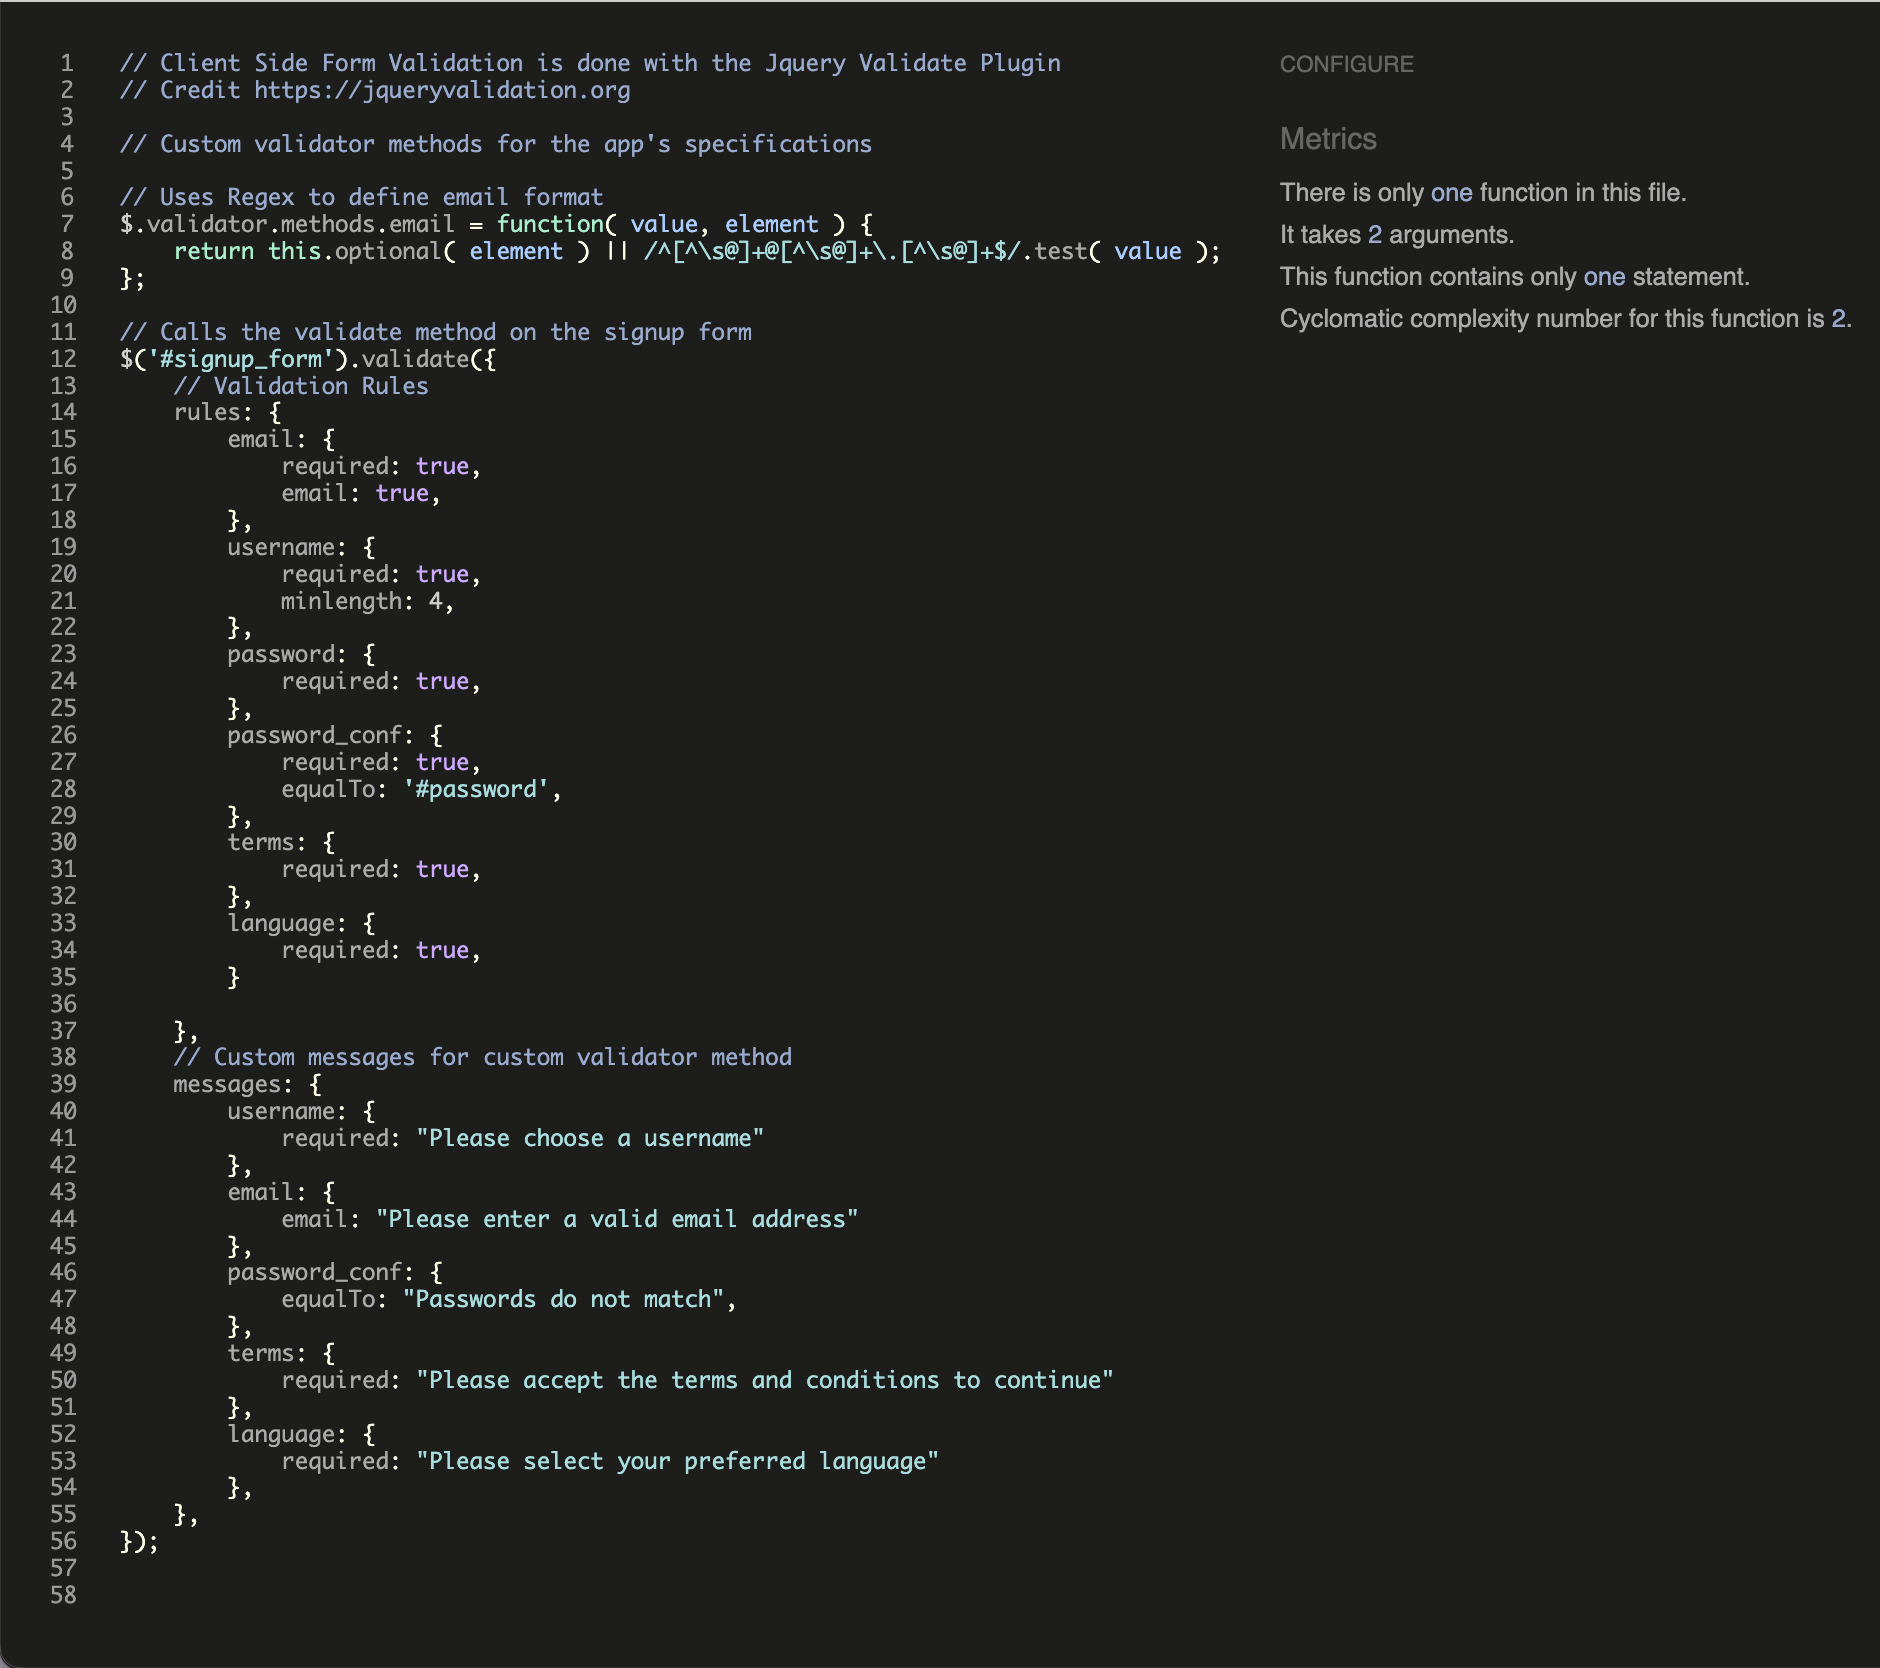 1 // Client Side Form Validation is done with the Jquery Validate Plugin
2 // Credit https://jqueryvalidation.org
3
4 // Custom validator methods for the app's specifications
5
6 // Uses Regex to define email format
7 $.validator.methods.email = function( value, element ) {
8     return this.optional( element ) || /^[^\s@]+@[^\s@]+\.[^\s@]+$/.test( value );
9 };
10
11 // Calls the validate method on the signup form
12 $('#signup_form').validate({
13     // Validation Rules
14     rules: {
15         email: {
16             required: true,
17             email: true,
18         },
19         username: {
20             required: true,
21             minlength: 4,
22         },
23         password: {
24             required: true,
25         },
26         password_conf: {
27             required: true,
28             equalTo: '#password',
29         },
30         terms: {
31             required: true,
32         },
33         language: {
34             required: true,
35         }
36
37     },
38     // Custom messages for custom validator method
39     messages: {
40         username: {
41             required: "Please choose a username"
42         },
43         email: {
44             email: "Please enter a valid email address"
45         },
46         password_conf: {
47             equalTo: "Passwords do not match",
48         },
49         terms: {
50             required: "Please accept the terms and conditions to continue"
51         },
52         language: {
53             required: "Please select your preferred language"
54         },
55     },
56 });
57
58
CONFIGURE
Metrics
There is only one function in this file.
It takes 2 arguments.
This function contains only one statement.
Cyclomatic complexity number for this function is 2.